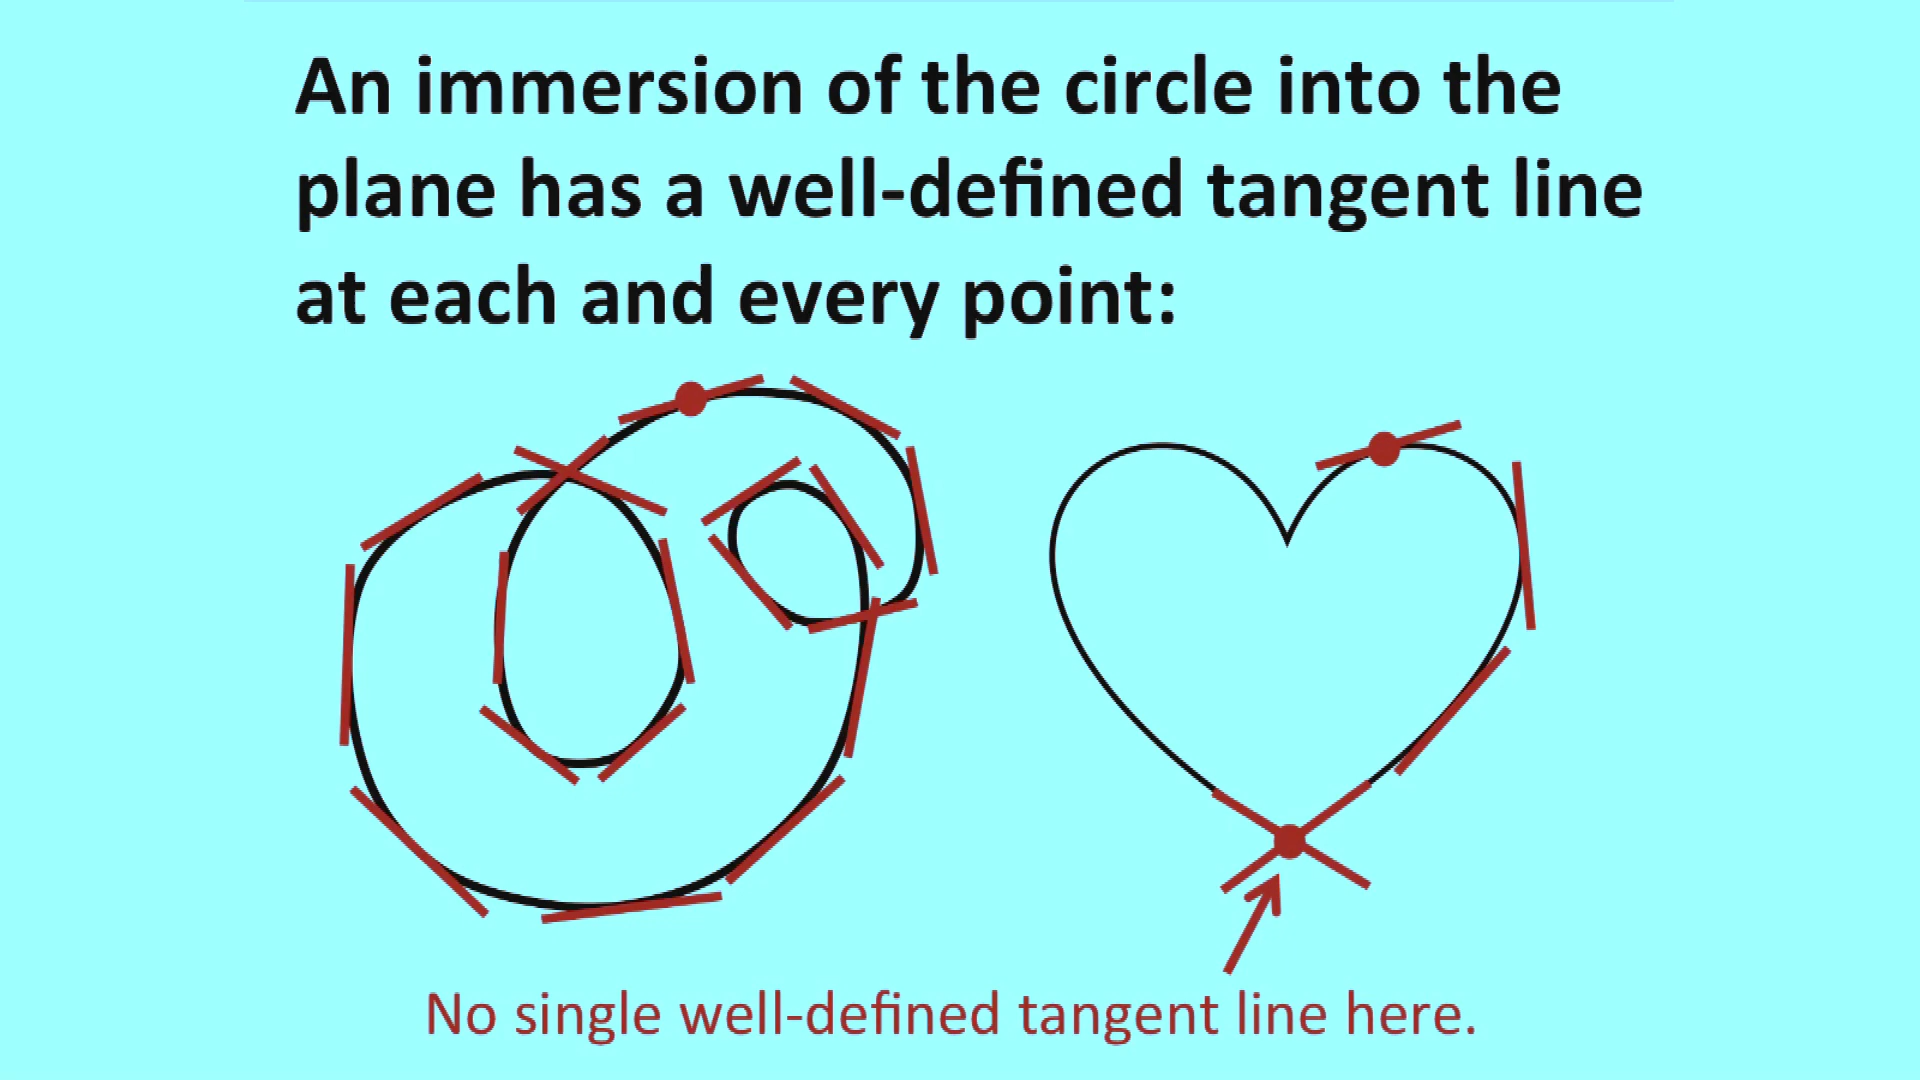 An immersion of the circle into the
plane has a well-defined tangent line
at each and every point:
No single well-defined tangent line here.